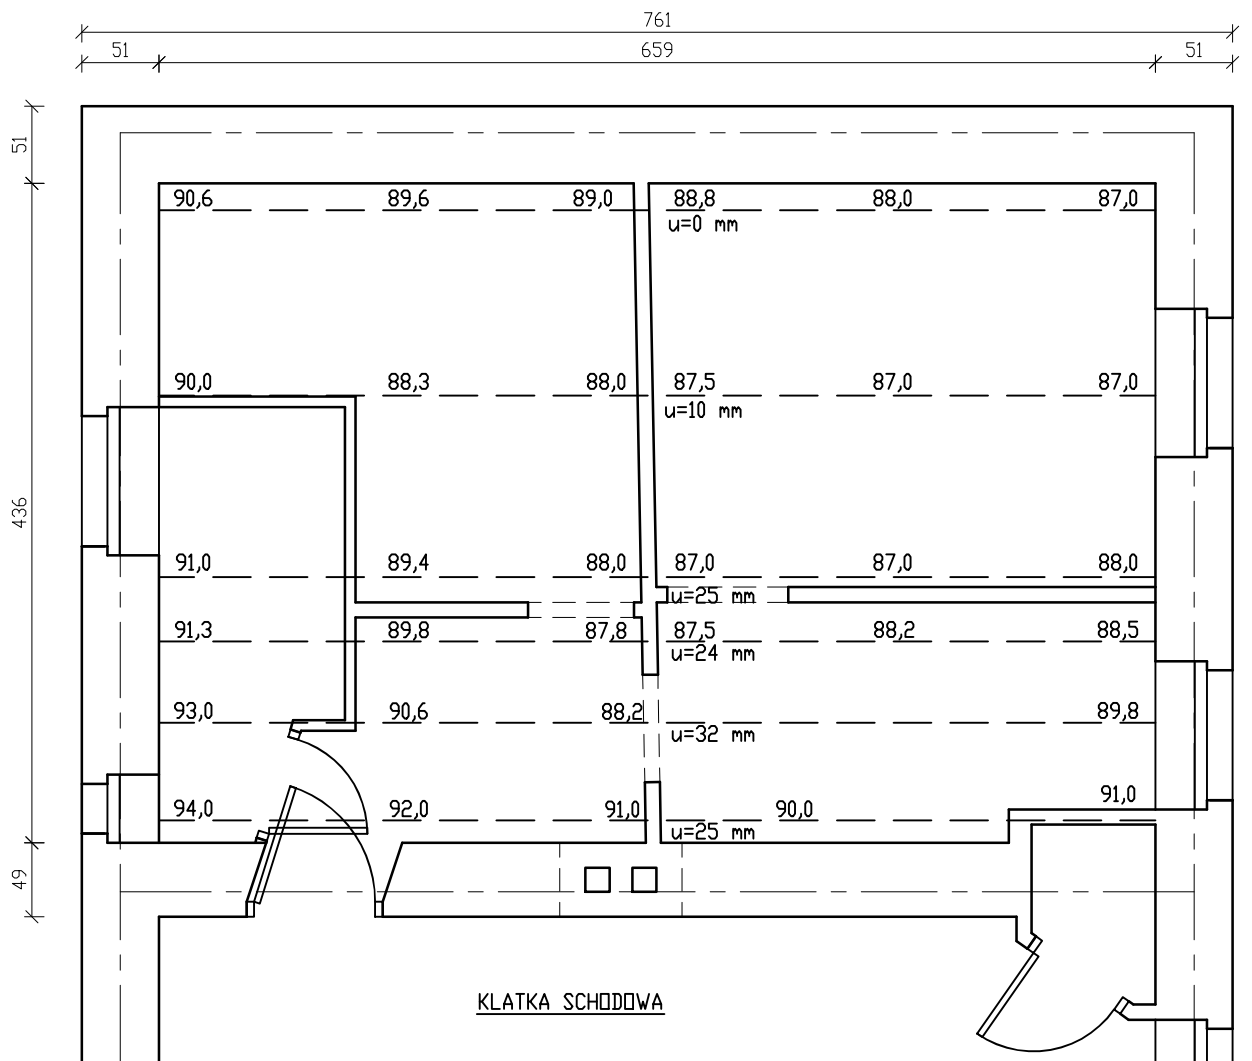 761
51 659 51
51
90,6 89,6 89,0 88,8 88,0 87,0
u=0 mm
90,0 88,3 88,0 87,5 87,0 87,0
u=10 mm
436
91,0 89,4 88,0 87,0 87,0 88,0
u=25 mm
91,3 89,8 87,8 87,5 88,2 88,5
u=24 mm
93,0 90,6 88,2 89,8
u=32 mm
94,0 92,0 91,0 90,0 91,0
u=25 mm
49
KLATKA SCHODOWA